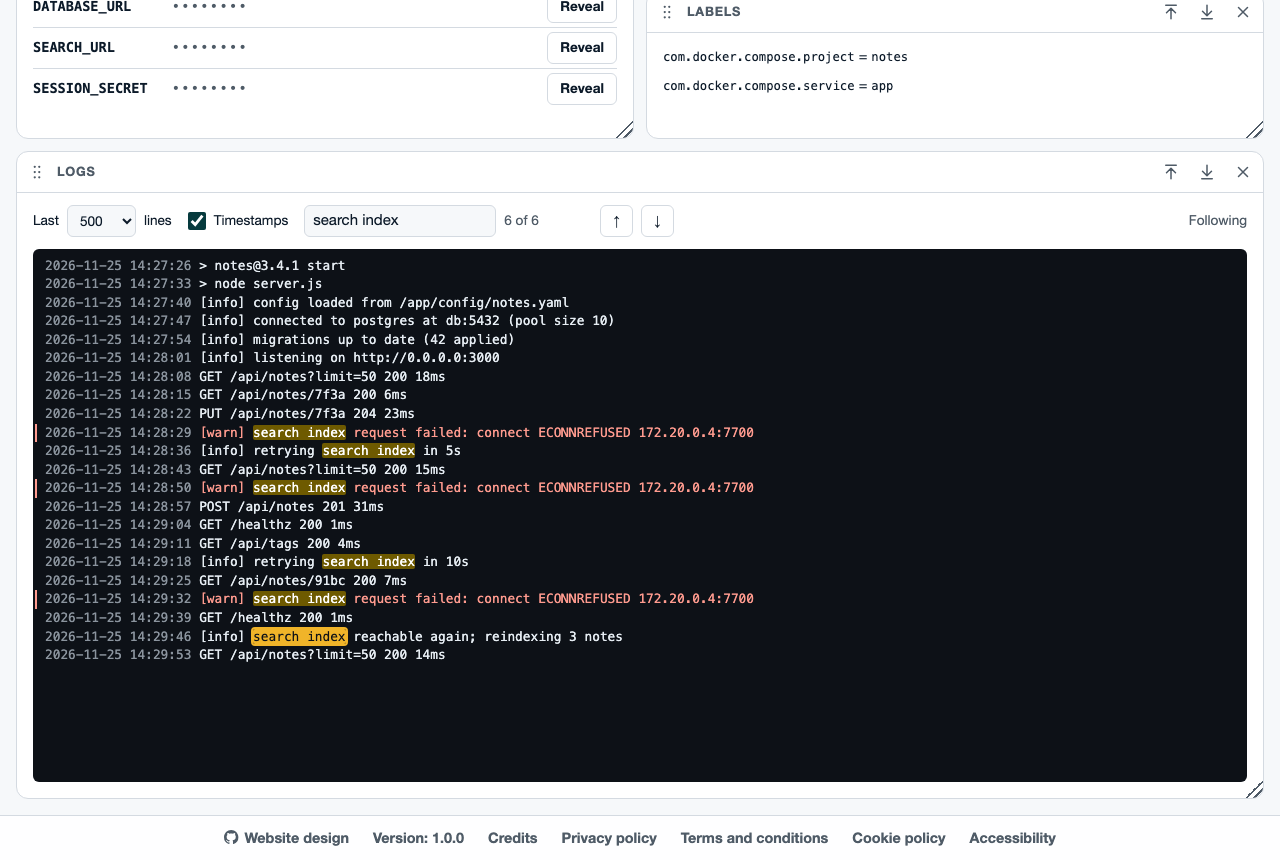 DATABASE_URL •••••••• Reveal
SEARCH_URL •••••••• Reveal
SESSION_SECRET •••••••• Reveal
LABELS
com.docker.compose.project = notes
com.docker.compose.service = app
LOGS
Last 500 lines Timestamps search index 6 of 6 ↑ ↓ Following
2026-11-25 14:27:26 > notes@3.4.1 start
2026-11-25 14:27:33 > node server.js
2026-11-25 14:27:40 [info] config loaded from /app/config/notes.yaml
2026-11-25 14:27:47 [info] connected to postgres at db:5432 (pool size 10)
2026-11-25 14:27:54 [info] migrations up to date (42 applied)
2026-11-25 14:28:01 [info] listening on http://0.0.0.0:3000
2026-11-25 14:28:08 GET /api/notes?limit=50 200 18ms
2026-11-25 14:28:15 GET /api/notes/7f3a 200 6ms
2026-11-25 14:28:22 PUT /api/notes/7f3a 204 23ms
2026-11-25 14:28:29 [warn] search index request failed: connect ECONNREFUSED 172.20.0.4:7700
2026-11-25 14:28:36 [info] retrying search index in 5s
2026-11-25 14:28:43 GET /api/notes?limit=50 200 15ms
2026-11-25 14:28:50 [warn] search index request failed: connect ECONNREFUSED 172.20.0.4:7700
2026-11-25 14:28:57 POST /api/notes 201 31ms
2026-11-25 14:29:04 GET /healthz 200 1ms
2026-11-25 14:29:11 GET /api/tags 200 4ms
2026-11-25 14:29:18 [info] retrying search index in 10s
2026-11-25 14:29:25 GET /api/notes/91bc 200 7ms
2026-11-25 14:29:32 [warn] search index request failed: connect ECONNREFUSED 172.20.0.4:7700
2026-11-25 14:29:39 GET /healthz 200 1ms
2026-11-25 14:29:46 [info] search index reachable again; reindexing 3 notes
2026-11-25 14:29:53 GET /api/notes?limit=50 200 14ms
Website design Version: 1.0.0 Credits Privacy policy Terms and conditions Cookie policy Accessibility